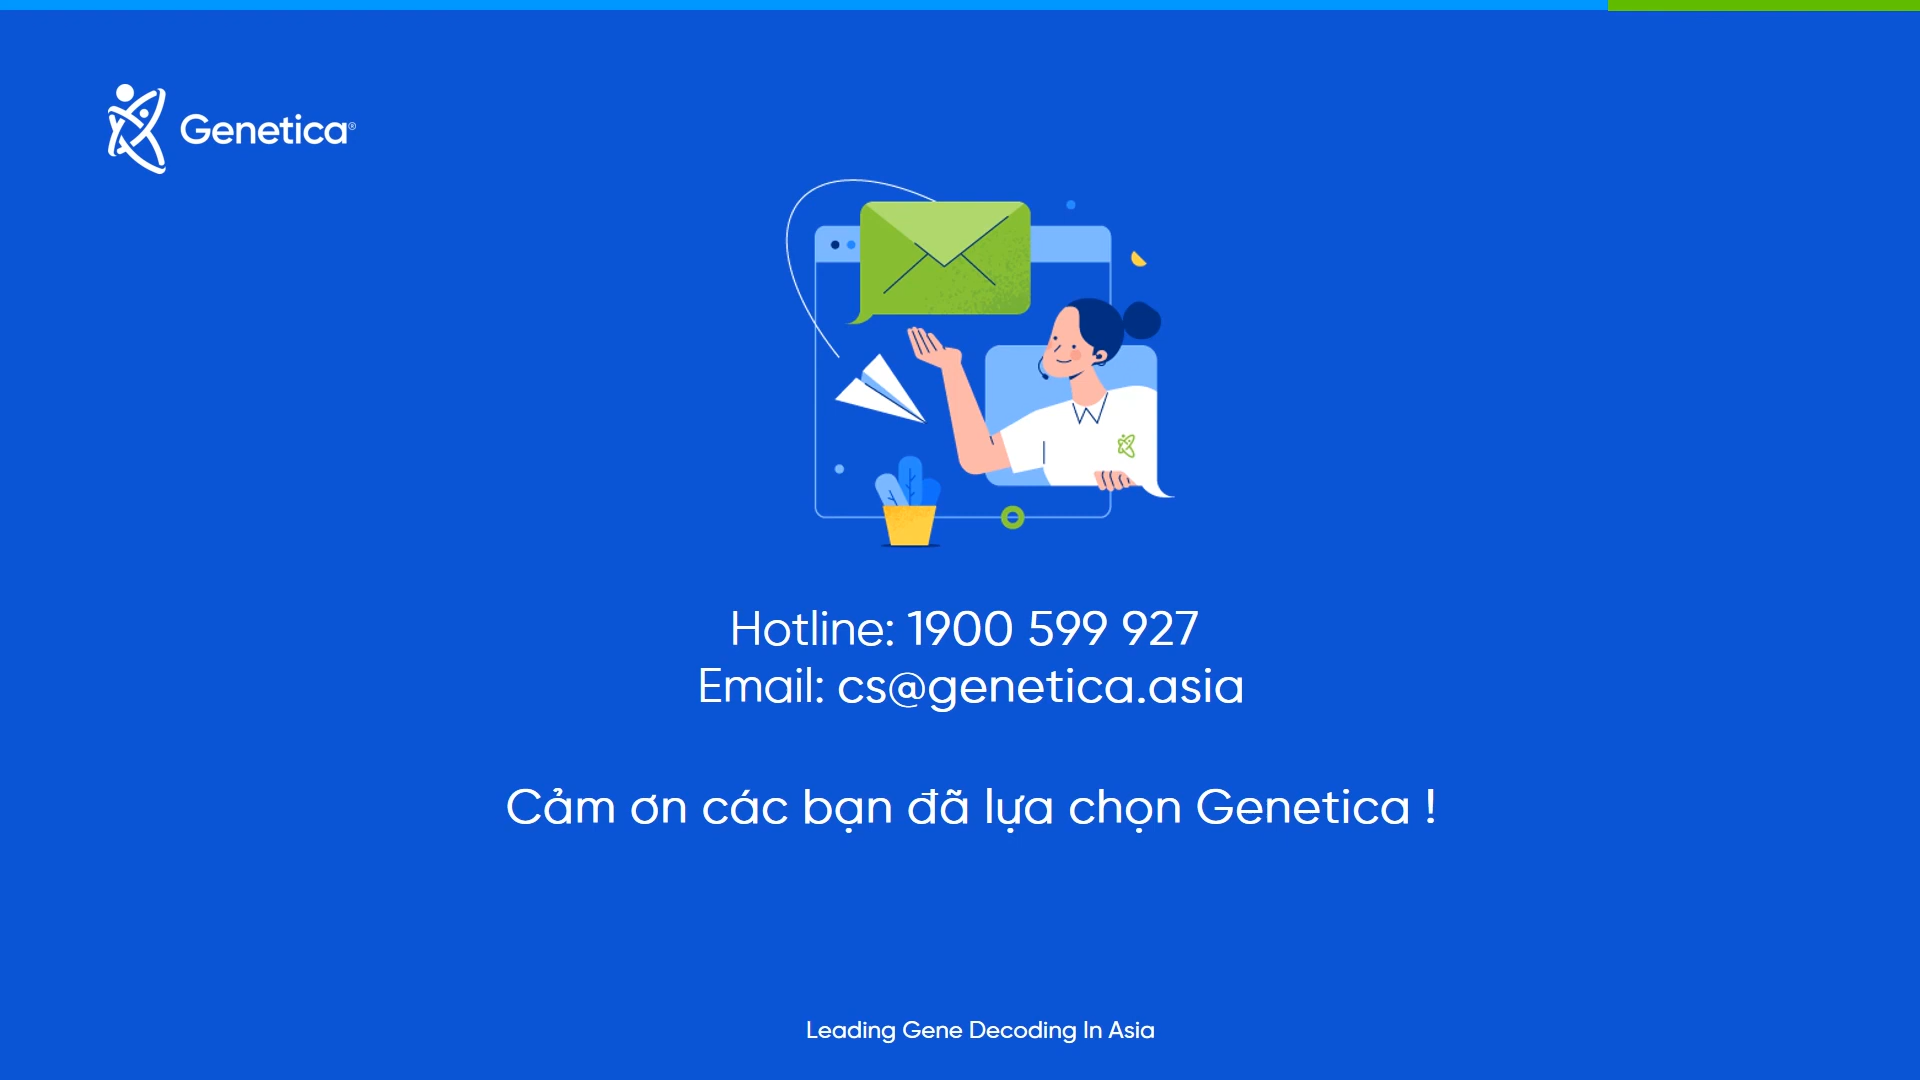 Genetica®
Hotline: 1900 599 927
Email: cs@genetica.asia
Cảm ơn các bạn đã lựa chọn Genetica !
Leading Gene Decoding In Asia